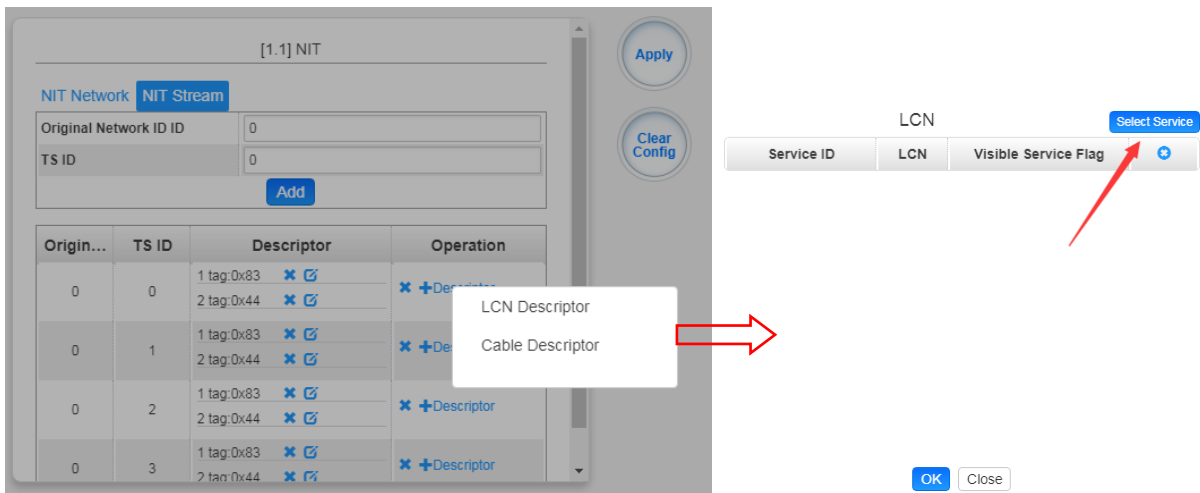 [1.1] NIT
NIT Network NIT Stream
Original Network ID ID 0
TS ID 0
Add
Origin... TS ID Descriptor Operation
0 0 1 tag:0x83 Descriptor
2 tag:0x44
0 1 1 tag:0x83 De
2 tag:0x44
0 2 1 tag:0x83 Descriptor
2 tag:0x44
0 3 1 tag:0x83 Descriptor
2 tag:0x44
LCN Descriptor
Cable Descriptor
Apply
Clear
Config
LCN
Select Service
Service ID LCN Visible Service Flag
OK Close